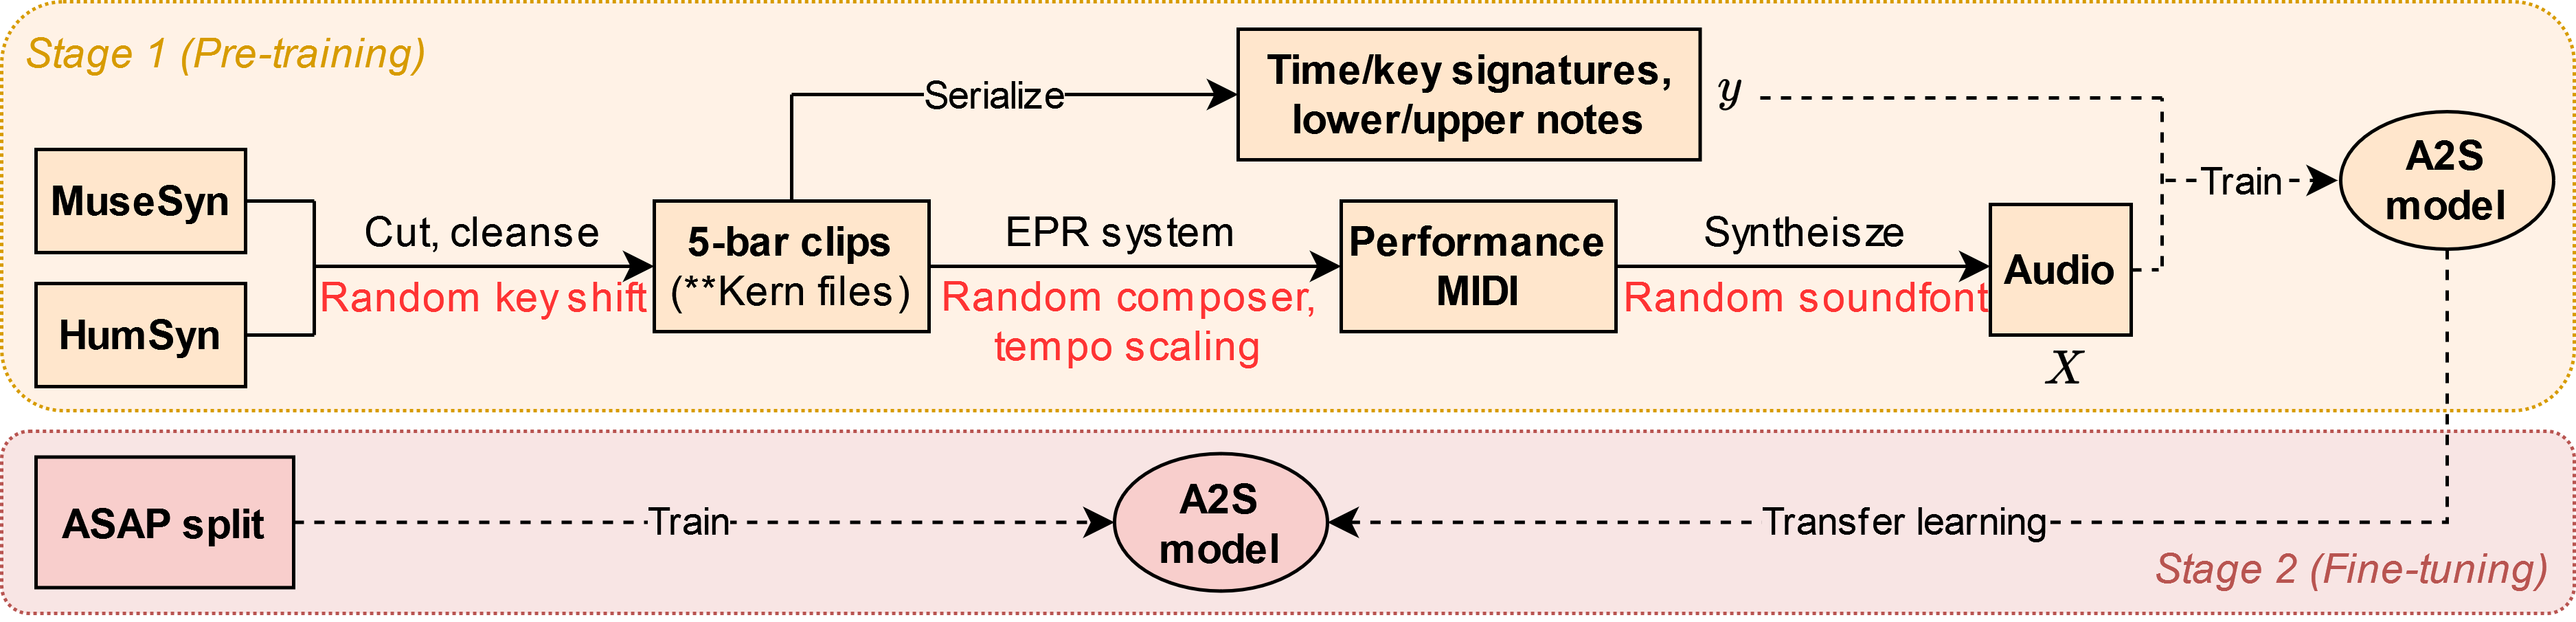 Stage 1 (Pre-training)
MuseSyn
HumSyn
Cut, cleanse
Random key shift
5-bar clips
(**Kern files)
Serialize
Time/key signatures,
lower/upper notes
y
EPR system
Random composer,
tempo scaling
Performance
MIDI
Syntheisze
Random soundfont
Audio
X
Train
A2S
model
ASAP split
Train
A2S
model
Transfer learning
Stage 2 (Fine-tuning)